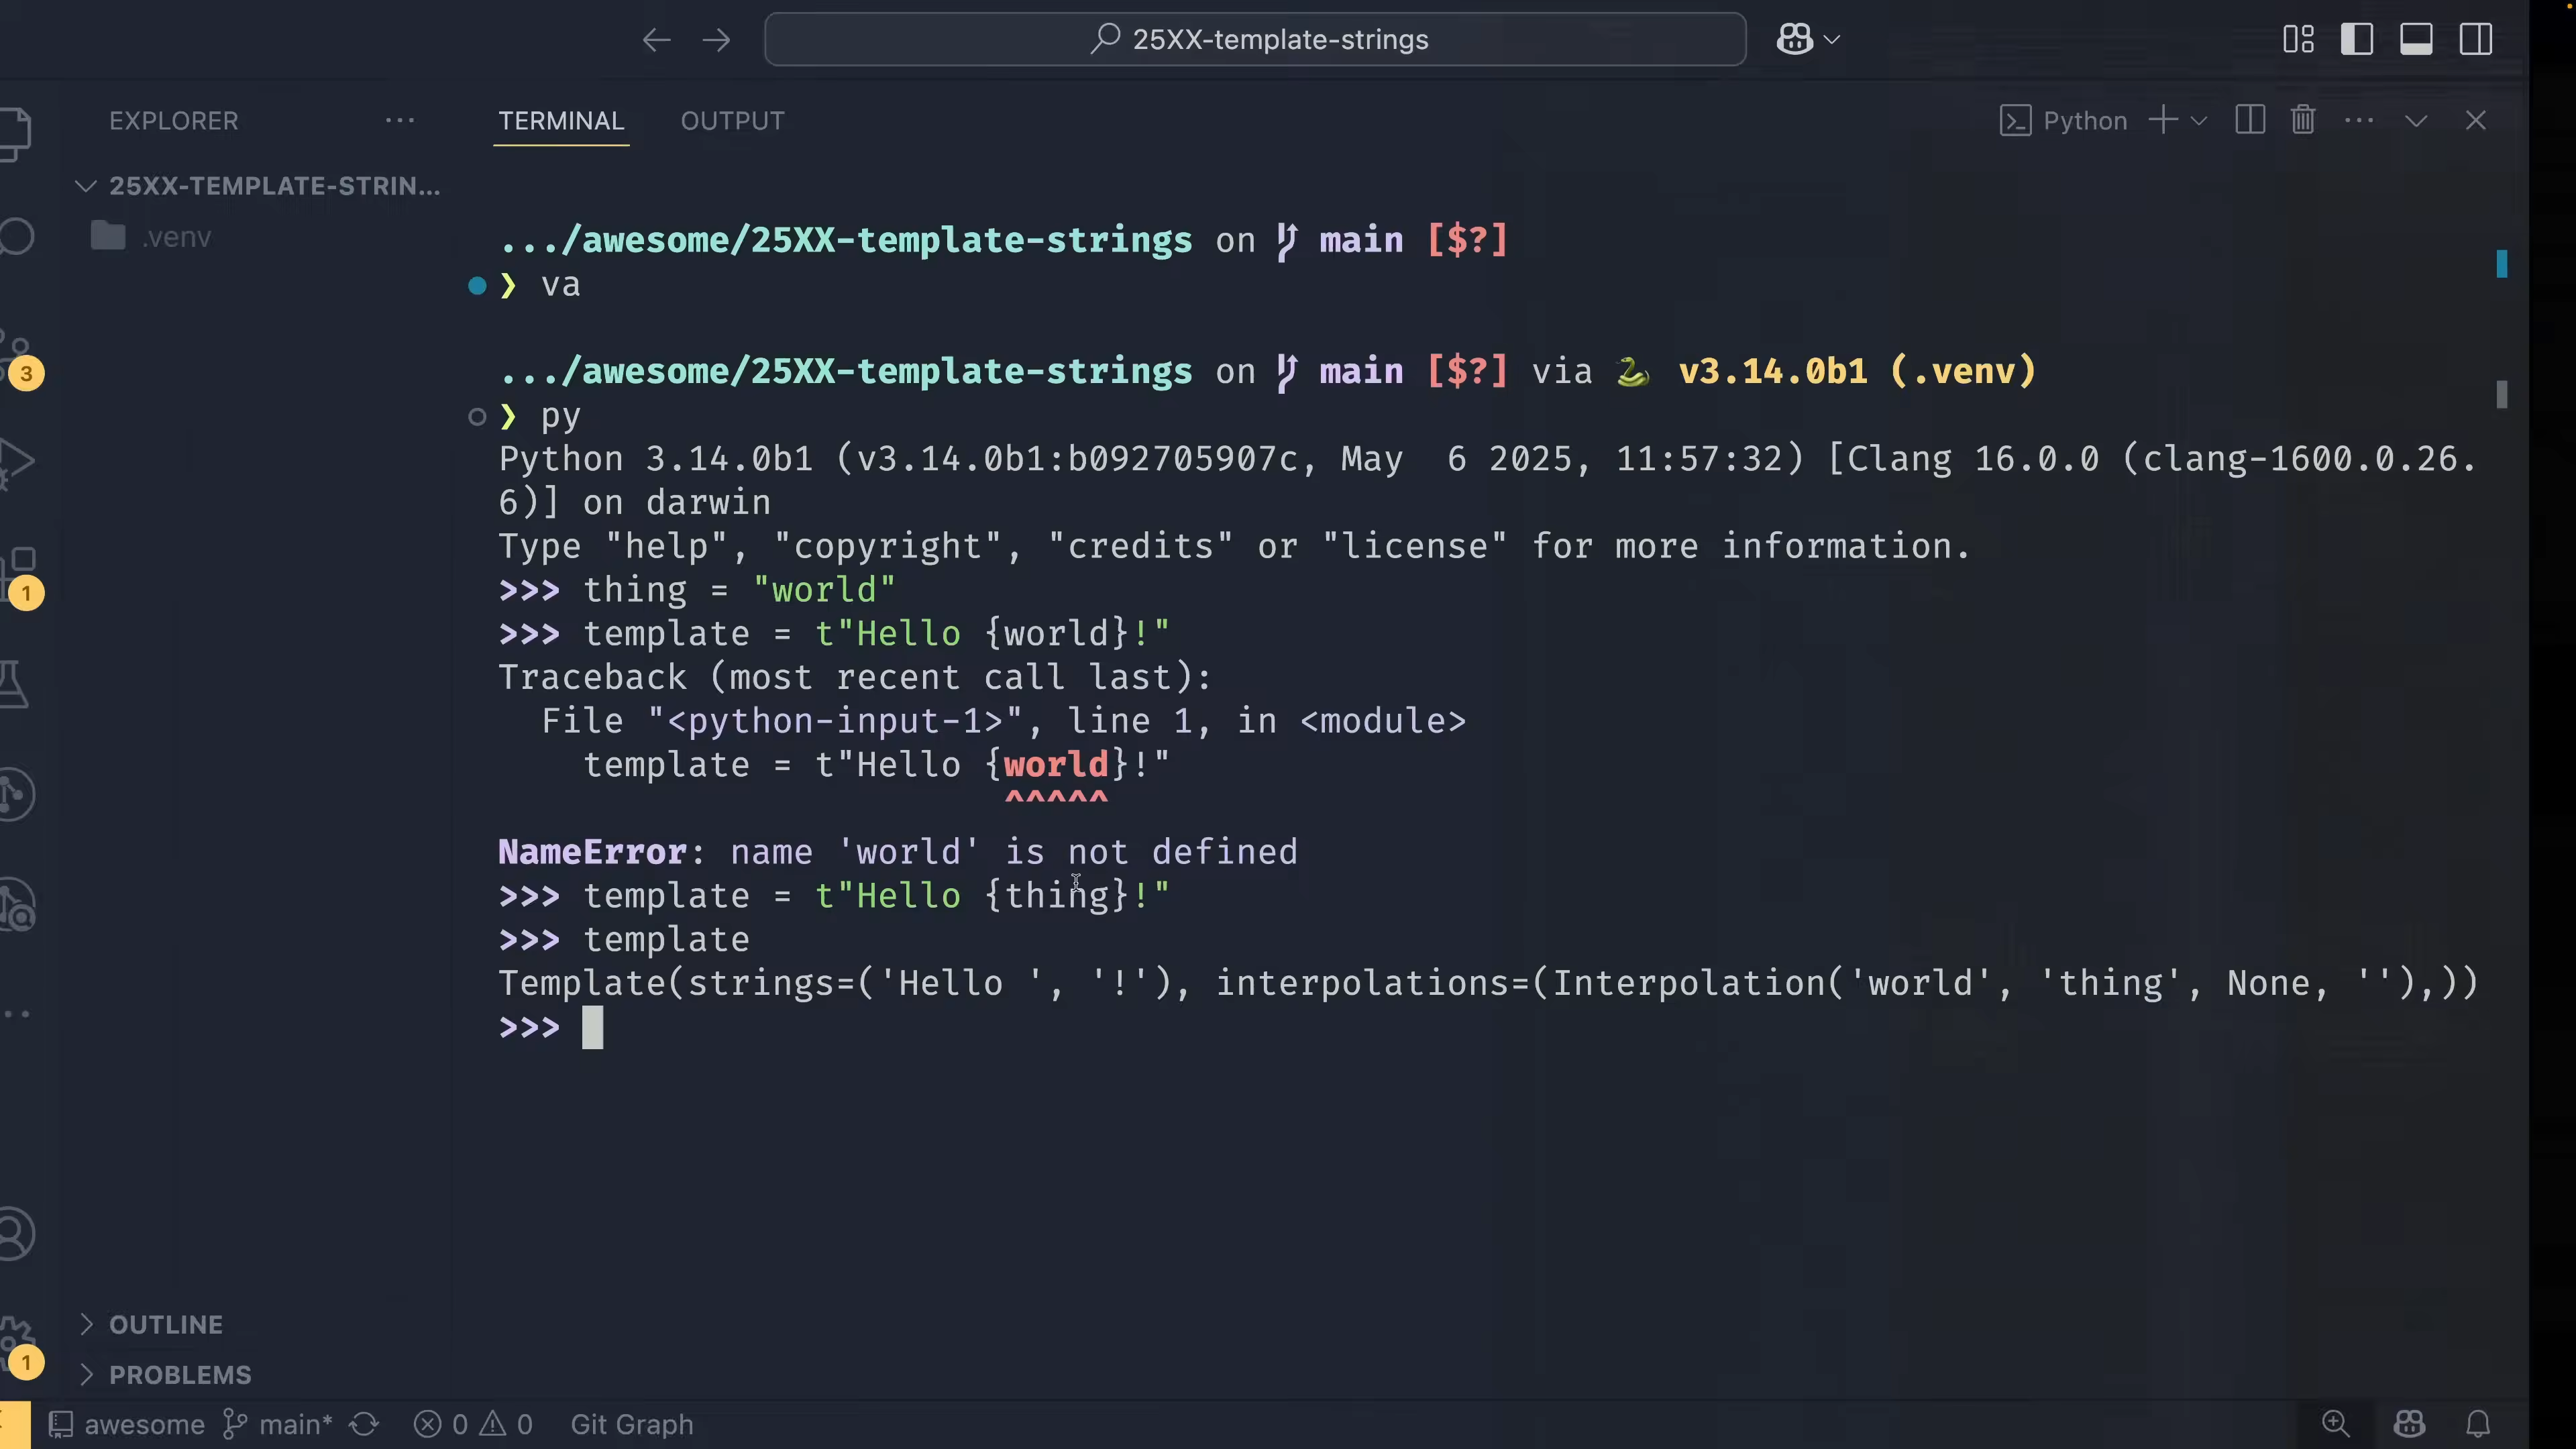 25XX-template-strings
EXPLORER
TERMINAL OUTPUT
Python
25XX-TEMPLATE-STRIN...
.venv
.../awesome/25XX-template-strings on main [$?]
❯ va
.../awesome/25XX-template-strings on main [$?] via 🐍 v3.14.0b1 (.venv)
❯ py
Python 3.14.0b1 (v3.14.0b1:b092705907c, May  6 2025, 11:57:32) [Clang 16.0.0 (clang-1600.0.26.
6)] on darwin
Type "help", "copyright", "credits" or "license" for more information.
>>> thing = "world"
>>> template = t"Hello {world}!"
Traceback (most recent call last):
  File "<python-input-1>", line 1, in <module>
    template = t"Hello {world}!"
                        ^^^^^
NameError: name 'world' is not defined
>>> template = t"Hello {thing}!"
>>> template
Template(strings=('Hello ', '!'), interpolations=(Interpolation('world', 'thing', None, ''),))
>>>
3
1
OUTLINE
1
PROBLEMS
awesome main* 0 0 Git Graph